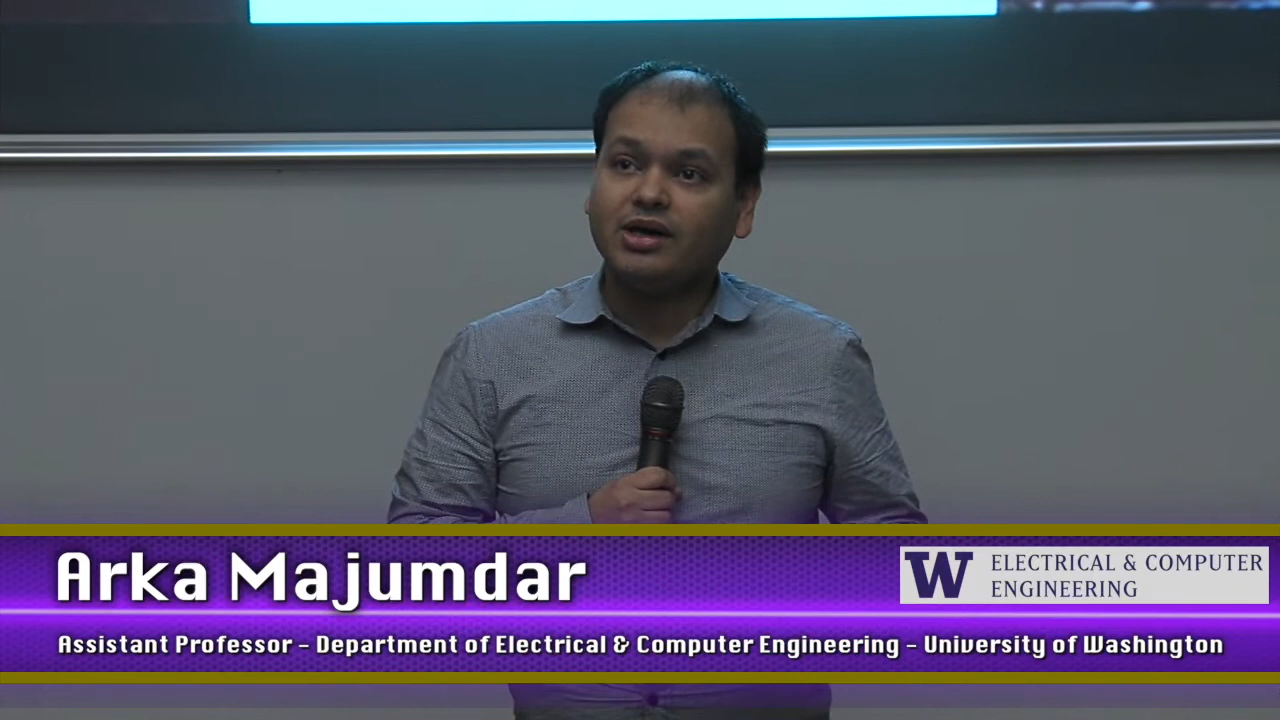 Arka Majumdar
W ELECTRICAL & COMPUTER
ENGINEERING
Assistant Professor - Department of Electrical & Computer Engineering - University of Washington